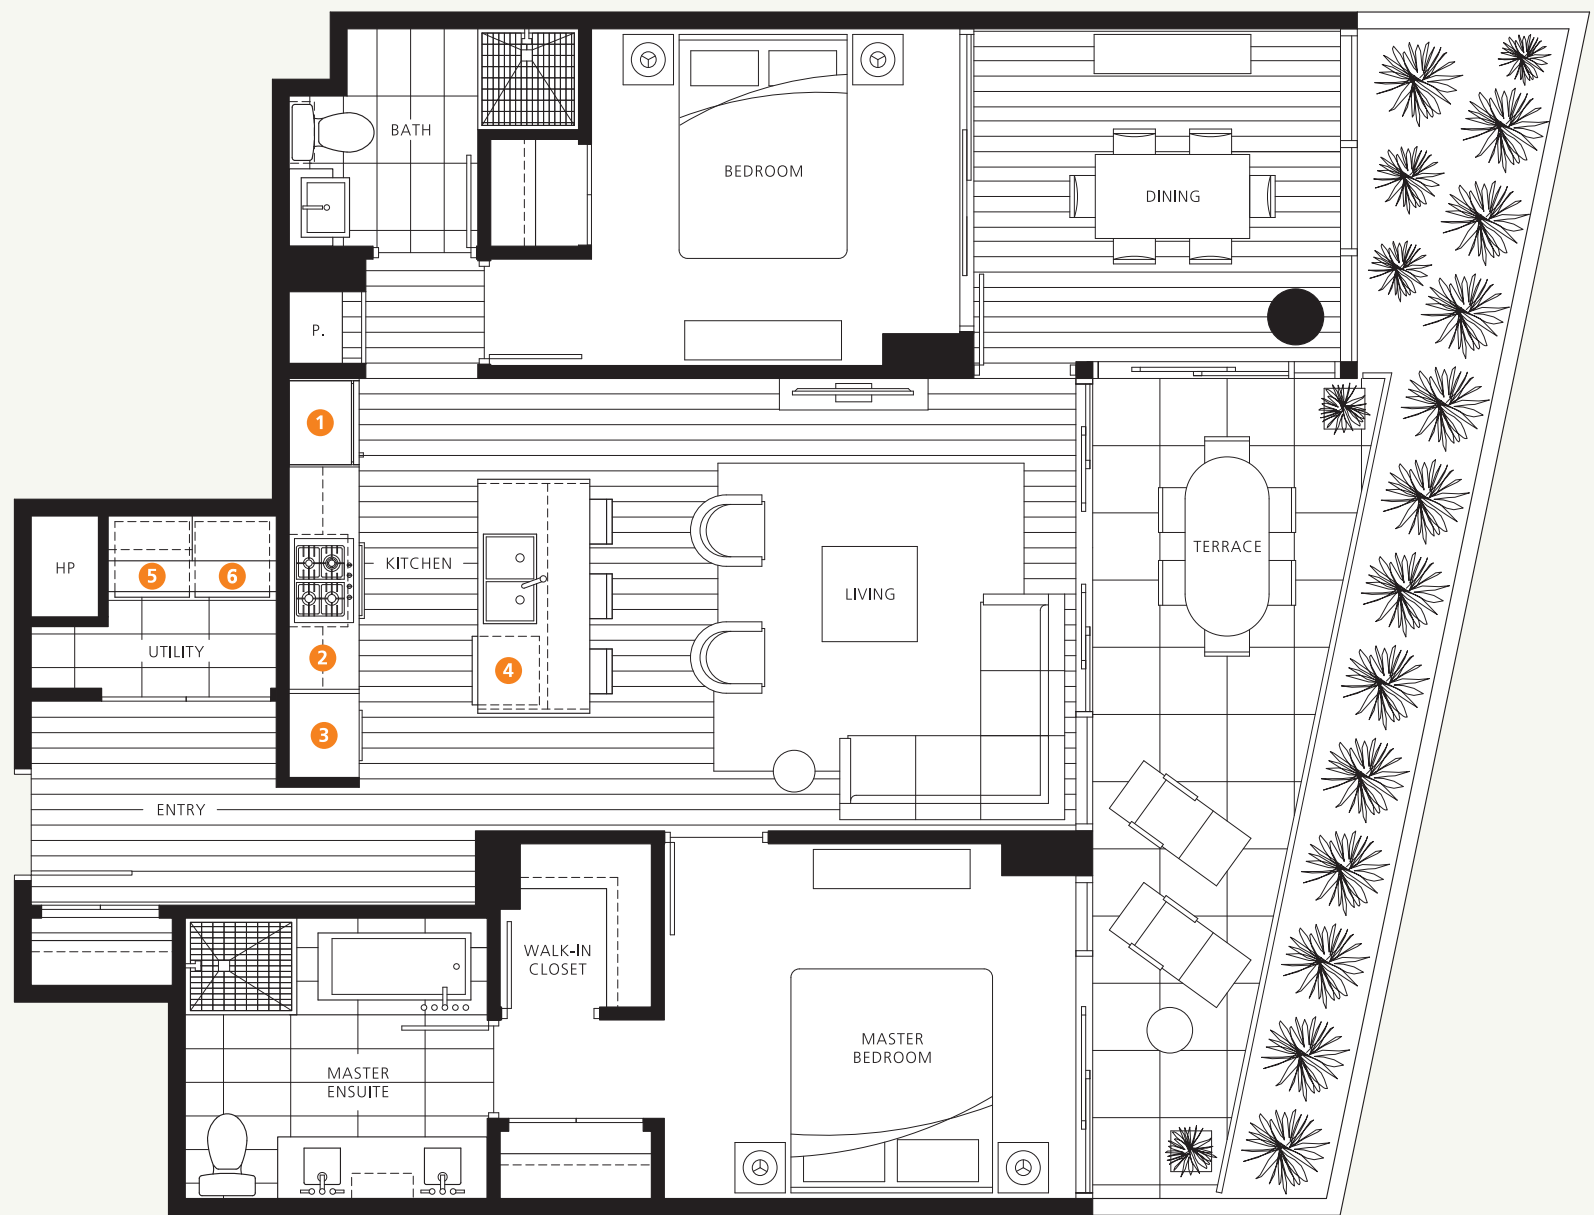 BATH
BEDROOM
DINING
P.
1
KITCHEN
TERRACE
HP
5
6
LIVING
UTILITY
2
4
3
ENTRY
WALK-IN
CLOSET
MASTER
BEDROOM
MASTER
ENSUITE